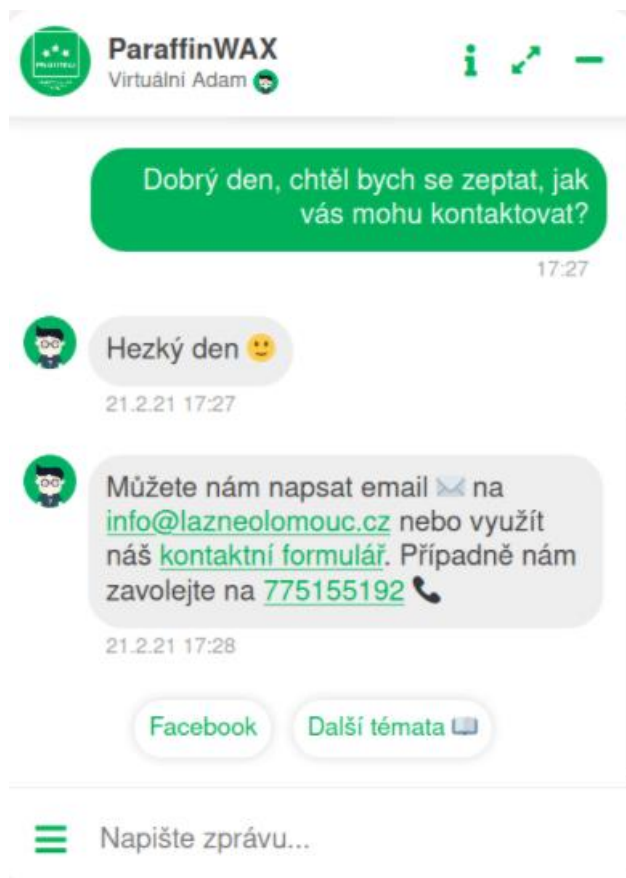 ParaffinWAX
Virtuální Adam
Dobrý den, chtěl bych se zeptat, jak
vás mohu kontaktovat?
17:27
Hezký den 🙂
21.2.21 17:27
Můžete nám napsat email ✉️ na
info@lazneolomouc.cz nebo využít
náš kontaktní formulář. Případně nám
zavolejte na 775155192 📞
21.2.21 17:28
Facebook
Další témata 📖
Napište zprávu...